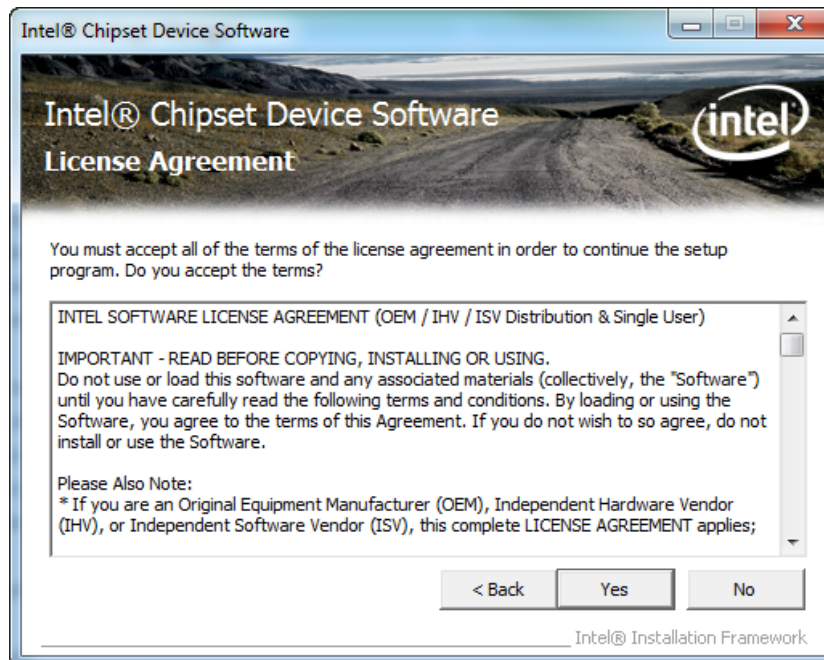 Intel® Chipset Device Software
Intel® Chipset Device Software
intel
License Agreement
You must accept all of the terms of the license agreement in order to continue the setup
program. Do you accept the terms?
INTEL SOFTWARE LICENSE AGREEMENT (OEM / IHV / ISV Distribution & Single User)
IMPORTANT - READ BEFORE COPYING, INSTALLING OR USING.
Do not use or load this software and any associated materials (collectively, the "Software")
until you have carefully read the following terms and conditions. By loading or using the
Software, you agree to the terms of this Agreement. If you do not wish to so agree, do not
install or use the Software.
Please Also Note:
* If you are an Original Equipment Manufacturer (OEM), Independent Hardware Vendor
(IHV), or Independent Software Vendor (ISV), this complete LICENSE AGREEMENT applies;
< Back Yes No
Intel® Installation Framework